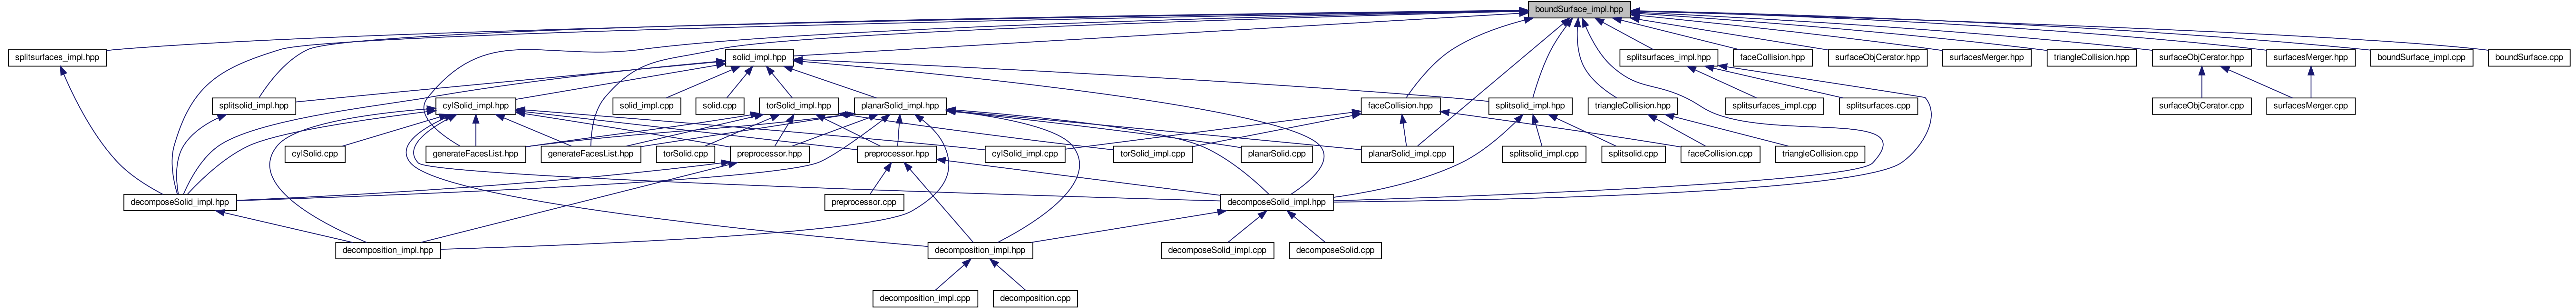 boundSurface_impl.hpp
splitsurfaces_impl.hpp
solid_impl.hpp
splitsurfaces_impl.hpp
faceCollision.hpp
surfaceObjCerator.hpp
surfacesMerger.hpp
triangleCollision.hpp
surfaceObjCerator.hpp
surfacesMerger.hpp
boundSurface_impl.cpp
boundSurface.cpp
splitsolid_impl.hpp
cylSolid_impl.hpp
solid_impl.cpp
solid.cpp
torSolid_impl.hpp
planarSolid_impl.hpp
faceCollision.hpp
splitsolid_impl.hpp
triangleCollision.hpp
splitsurfaces_impl.cpp
splitsurfaces.cpp
surfaceObjCerator.cpp
surfacesMerger.cpp
cylSolid.cpp
generateFacesList.hpp
generateFacesList.hpp
torSolid.cpp
preprocessor.hpp
preprocessor.hpp
cylSolid_impl.cpp
torSolid_impl.cpp
planarSolid.cpp
planarSolid_impl.cpp
splitsolid_impl.cpp
splitsolid.cpp
faceCollision.cpp
triangleCollision.cpp
decomposeSolid_impl.hpp
preprocessor.cpp
decomposeSolid_impl.hpp
decomposition_impl.hpp
decomposition_impl.hpp
decomposeSolid_impl.cpp
decomposeSolid.cpp
decomposition_impl.cpp
decomposition.cpp